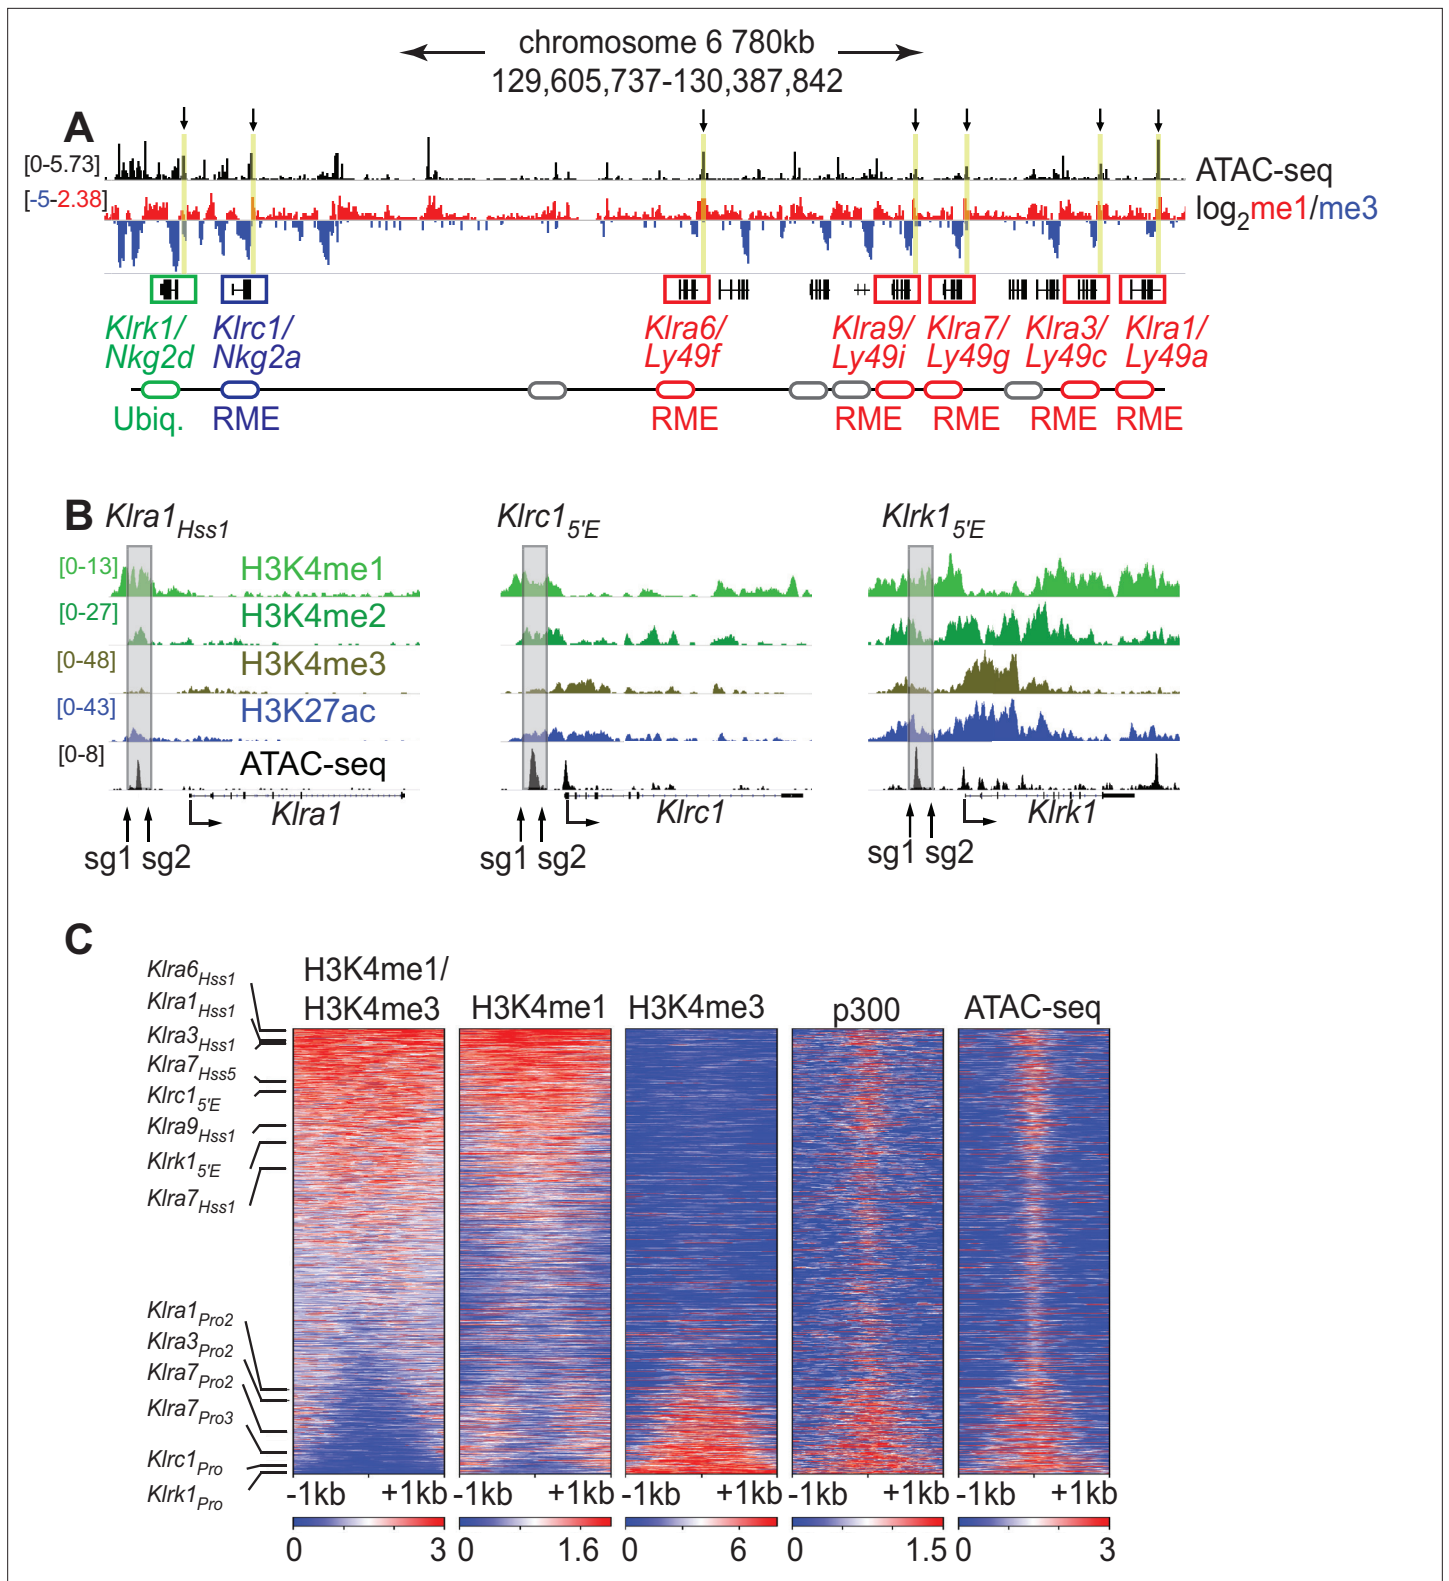 chromosome 6 780kb
129,605,737-130,387,842
A
[0-5.73]
ATAC-seq
[-5-2.38]
log2me1/me3
Klrk1/ Klrc1/ Klra6/ Klra9/ Klra7/ Klra3/ Klra1/
Nkg2d Nkg2a Ly49f Ly49i Ly49g Ly49c Ly49a
Ubiq. RME RME RME RME RME RME
B
Klra1Hss1 Klrc15'E Klrk15'E
[0-13] H3K4me1
[0-27] H3K4me2
[0-48] H3K4me3
[0-43] H3K27ac
[0-8] ATAC-seq
Klra1 Klrc1 Klrk1
sg1 sg2 sg1 sg2 sg1 sg2
C
H3K4me1/
H3K4me3 H3K4me1 H3K4me3 p300 ATAC-seq
Klra6Hss1
Klra1Hss1
Klra3Hss1
Klra7Hss5
Klrc15'E
Klra9Hss1
Klrk15'E
Klra7Hss1
Klra1Pro2
Klra3Pro2
Klra7Pro2
Klra7Pro3
Klrc1Pro
Klrk1Pro
-1kb +1kb -1kb +1kb -1kb +1kb -1kb +1kb -1kb +1kb
0 3 0 1.6 0 6 0 1.5 0 3